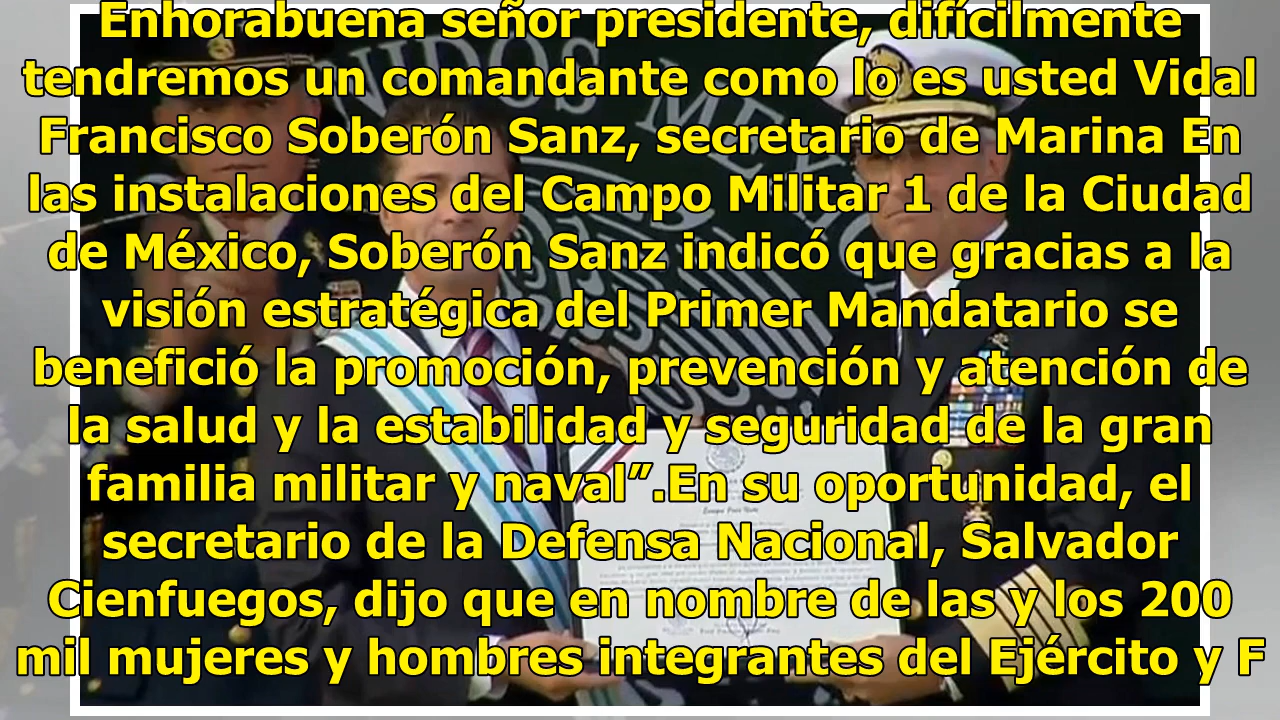 Enhorabuena señor presidente, difícilmente
tendremos un comandante como lo es usted Vidal
Francisco Soberón Sanz, secretario de Marina En
las instalaciones del Campo Militar 1 de la Ciudad
de México, Soberón Sanz indicó que gracias a la
visión estratégica del Primer Mandatario se
benefició la promoción, prevención y atención de
la salud y la estabilidad y seguridad de la gran
familia militar y naval”.En su oportunidad, el
secretario de la Defensa Nacional, Salvador
Cienfuegos, dijo que en nombre de las y los 200
mil mujeres y hombres integrantes del Ejército y F